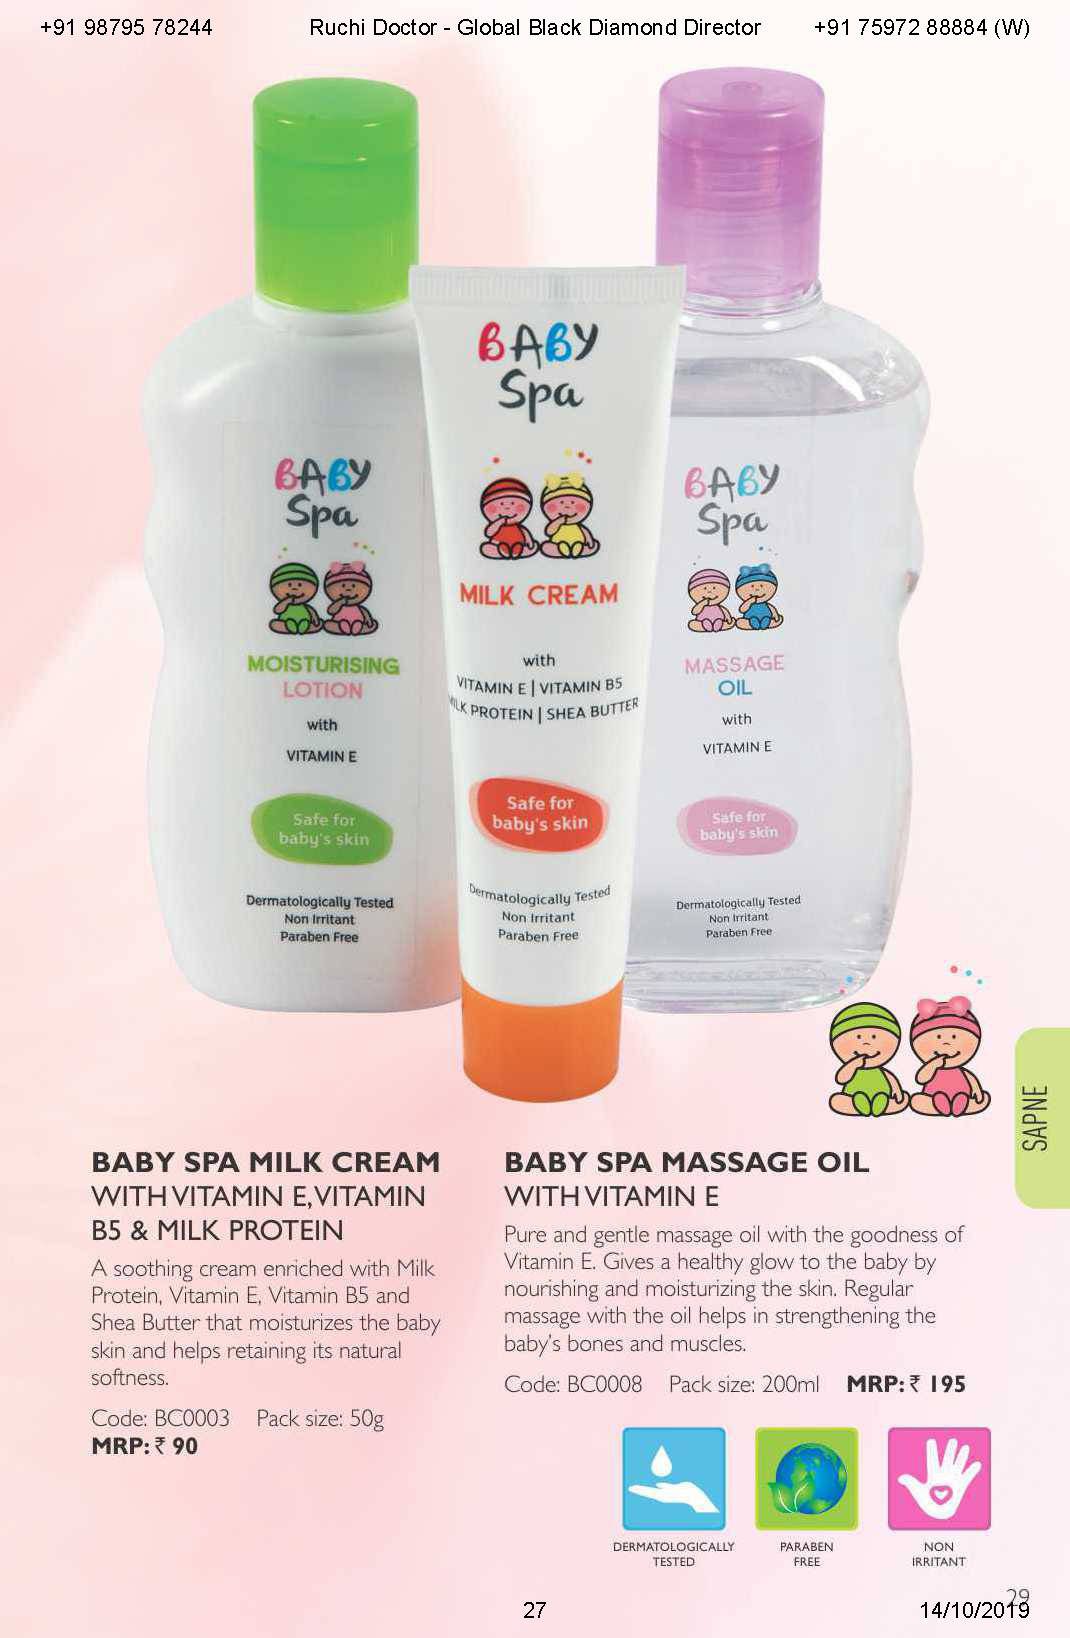 +91 98795 78244 Ruchi Doctor - Global Black Diamond Director +91 75972 88884 (W)
BABY
Spa
MOISTURISING
LOTION
with
VITAMIN E
Safe for
baby's skin
Dermatologically Tested
Non Irritant
Paraben Free
BABY
Spa
MILK CREAM
with
VITAMIN E | VITAMIN B5
MILK PROTEIN | SHEA BUTTER
Safe for
baby's skin
Dermatologically Tested
Non Irritant
Paraben Free
BABY
Spa
MASSAGE
OIL
with
VITAMIN E
Safe for
baby's skin
Dermatologically Tested
Non Irritant
Paraben Free
SAPNE
BABY SPA MILK CREAM
WITH VITAMIN E, VITAMIN
B5 & MILK PROTEIN
A soothing cream enriched with Milk
Protein, Vitamin E, Vitamin B5 and
Shea Butter that moisturizes the baby
skin and helps retaining its natural
softness.
Code: BC0003 Pack size: 50g
MRP: ₹ 90
BABY SPA MASSAGE OIL
WITH VITAMIN E
Pure and gentle massage oil with the goodness of
Vitamin E. Gives a healthy glow to the baby by
nourishing and moisturizing the skin. Regular
massage with the oil helps in strengthening the
baby's bones and muscles.
Code: BC0008 Pack size: 200ml MRP: ₹ 195
DERMATOLOGICALLY
TESTED
PARABEN
FREE
NON
IRRITANT
29
27 14/10/2019